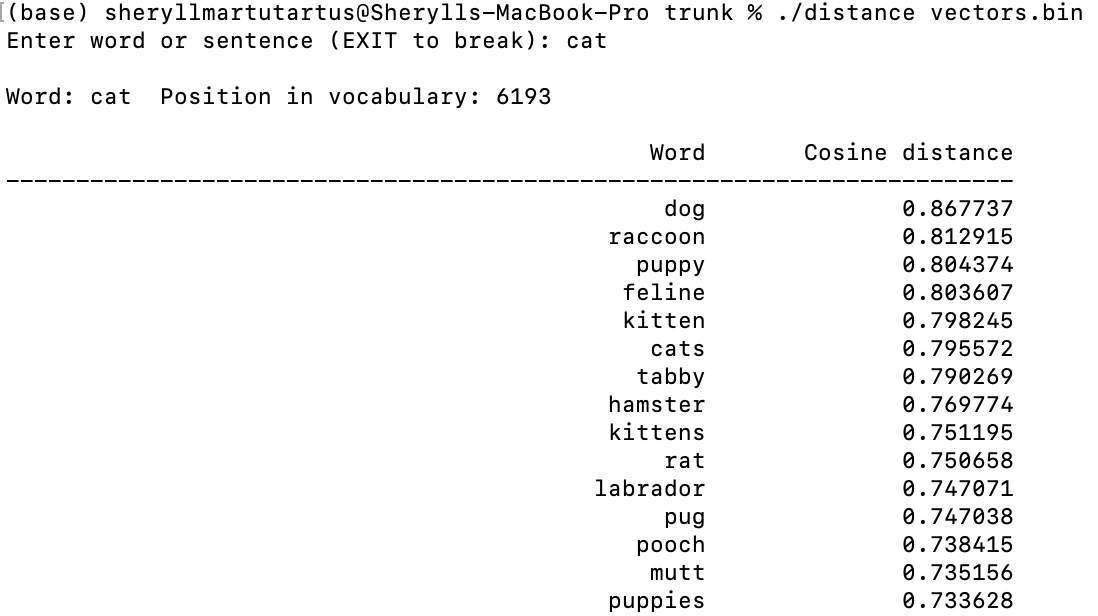 (base) sheryllmartutartus@Sherylls-MacBook-Pro trunk % ./distance vectors.bin
Enter word or sentence (EXIT to break): cat
Word: cat  Position in vocabulary: 6193
Word       Cosine distance
------------------------------------------------------------------------
dog              0.867737
raccoon              0.812915
puppy              0.804374
feline              0.803607
kitten              0.798245
cats              0.795572
tabby              0.790269
hamster              0.769774
kittens              0.751195
rat              0.750658
labrador              0.747071
pug              0.747038
pooch              0.738415
mutt              0.735156
puppies              0.733628